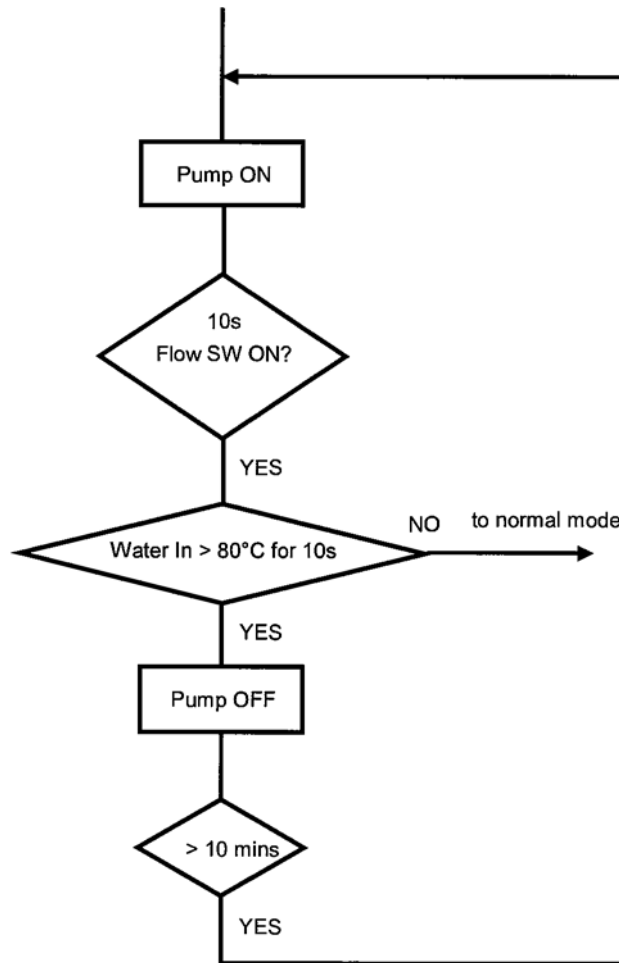 Pump ON
10s
Flow SW ON?
YES
Water In > 80°C for 10s
NO
to normal mode
YES
Pump OFF
> 10 mins
YES